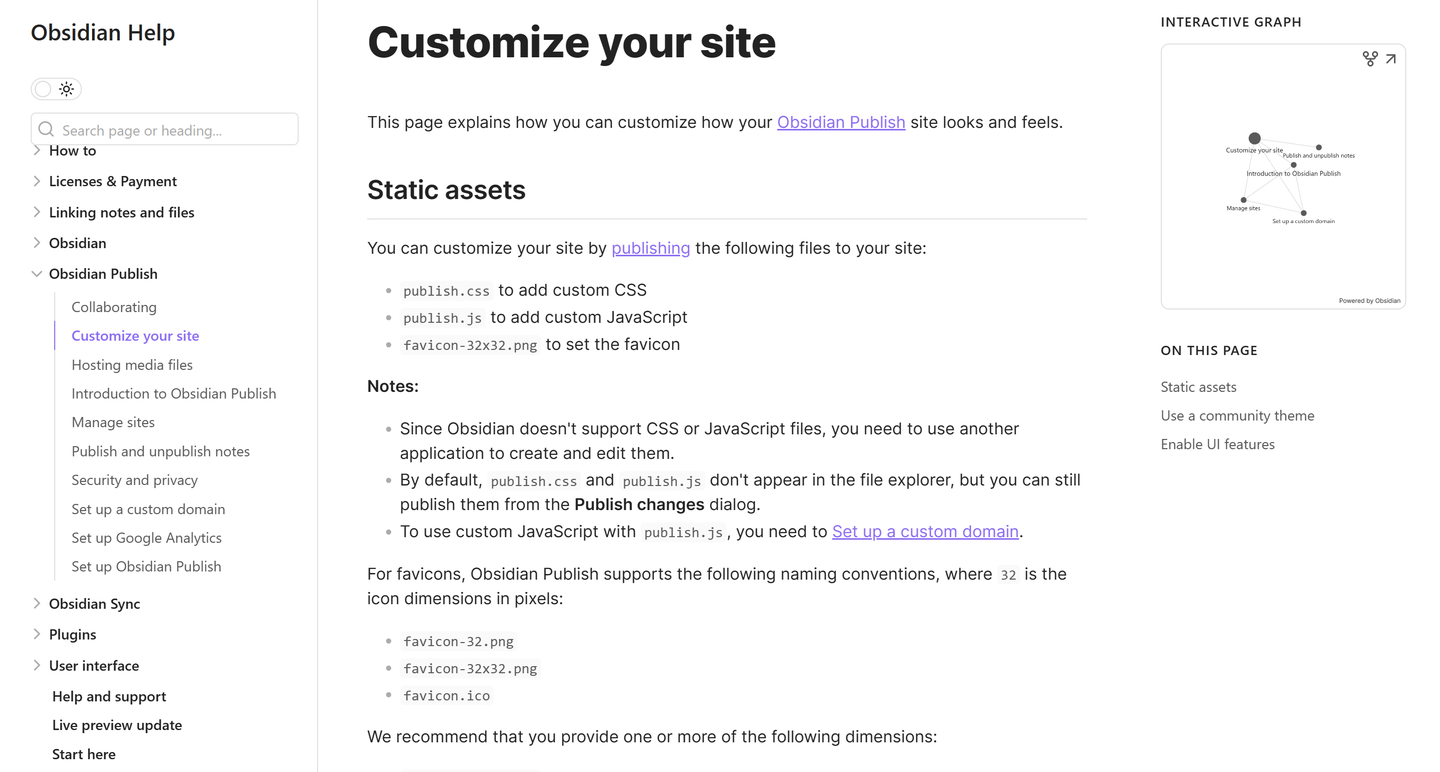 Obsidian Help
Search page or heading...
How to
Licenses & Payment
Linking notes and files
Obsidian
Obsidian Publish
Collaborating
Customize your site
Hosting media files
Introduction to Obsidian Publish
Manage sites
Publish and unpublish notes
Security and privacy
Set up a custom domain
Set up Google Analytics
Set up Obsidian Publish
Obsidian Sync
Plugins
User interface
Help and support
Live preview update
Start here
Customize your site
This page explains how you can customize how your Obsidian Publish site looks and feels.
Static assets
You can customize your site by publishing the following files to your site:
publish.css to add custom CSS
publish.js to add custom JavaScript
favicon-32x32.png to set the favicon
Notes:
Since Obsidian doesn't support CSS or JavaScript files, you need to use another
application to create and edit them.
By default, publish.css and publish.js don't appear in the file explorer, but you can still
publish them from the Publish changes dialog.
To use custom JavaScript with publish.js, you need to Set up a custom domain.
For favicons, Obsidian Publish supports the following naming conventions, where 32 is the
icon dimensions in pixels:
favicon-32.png
favicon-32x32.png
favicon.ico
We recommend that you provide one or more of the following dimensions:
INTERACTIVE GRAPH
Customize your site
Publish and unpublish notes
Introduction to Obsidian Publish
Manage sites
Set up a custom domain
Powered by Obsidian
ON THIS PAGE
Static assets
Use a community theme
Enable UI features